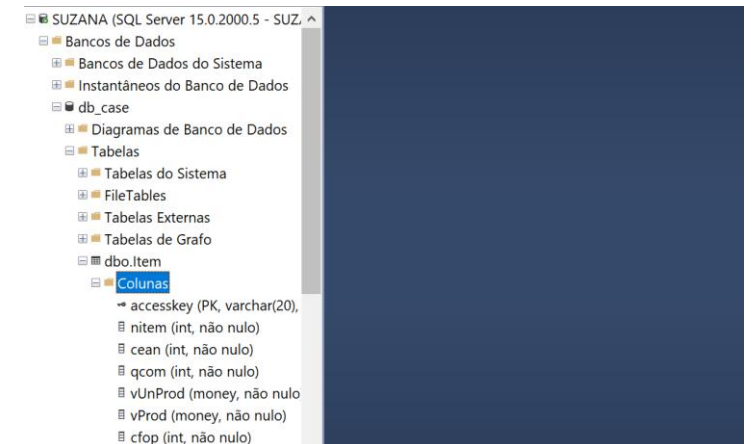 SUZANA (SQL Server 15.0.2000.5 - SUZ
Bancos de Dados
Bancos de Dados do Sistema
Instantâneos do Banco de Dados
db_case
Diagramas de Banco de Dados
Tabelas
Tabelas do Sistema
FileTables
Tabelas Externas
Tabelas de Grafo
dbo.Item
Colunas
accesskey (PK, varchar(20),
nitem (int, não nulo)
cean (int, não nulo)
qcom (int, não nulo)
vUnProd (money, não nulo
vProd (money, não nulo)
cfop (int, não nulo)